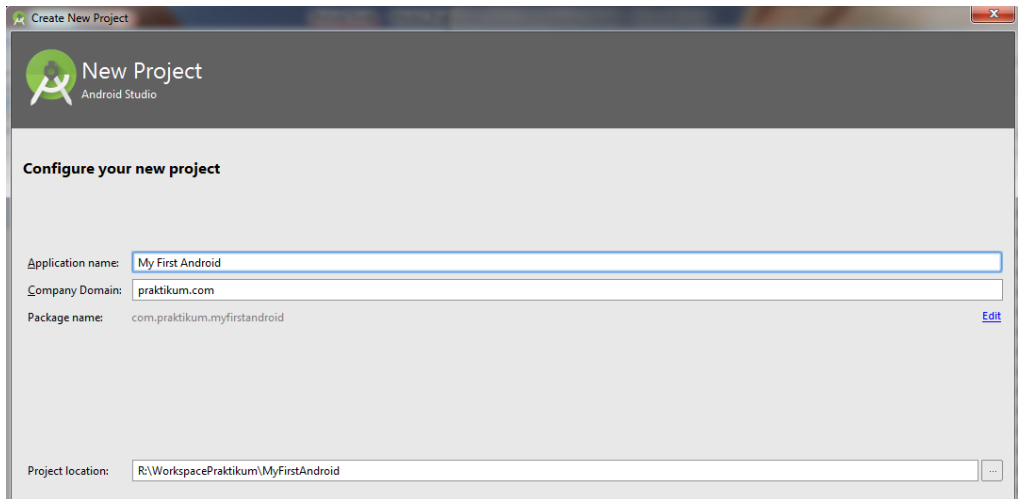 Create New Project
New Project
Android Studio
Configure your new project
Application name: My First Android
Company Domain: praktikum.com
Package name: com.praktikum.myfirstandroid Edit
Project location: R:\WorkspacePraktikum\MyFirstAndroid ...